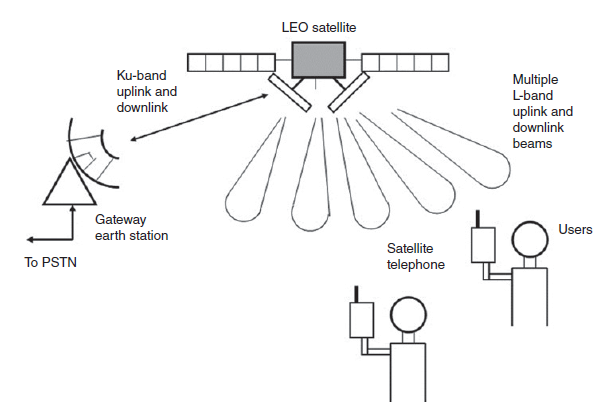 LEO satellite
Ku-band
uplink and
downlink
Multiple
L-band
uplink and
downlink
beams
Gateway
earth station
To PSTN
Users
Satellite
telephone